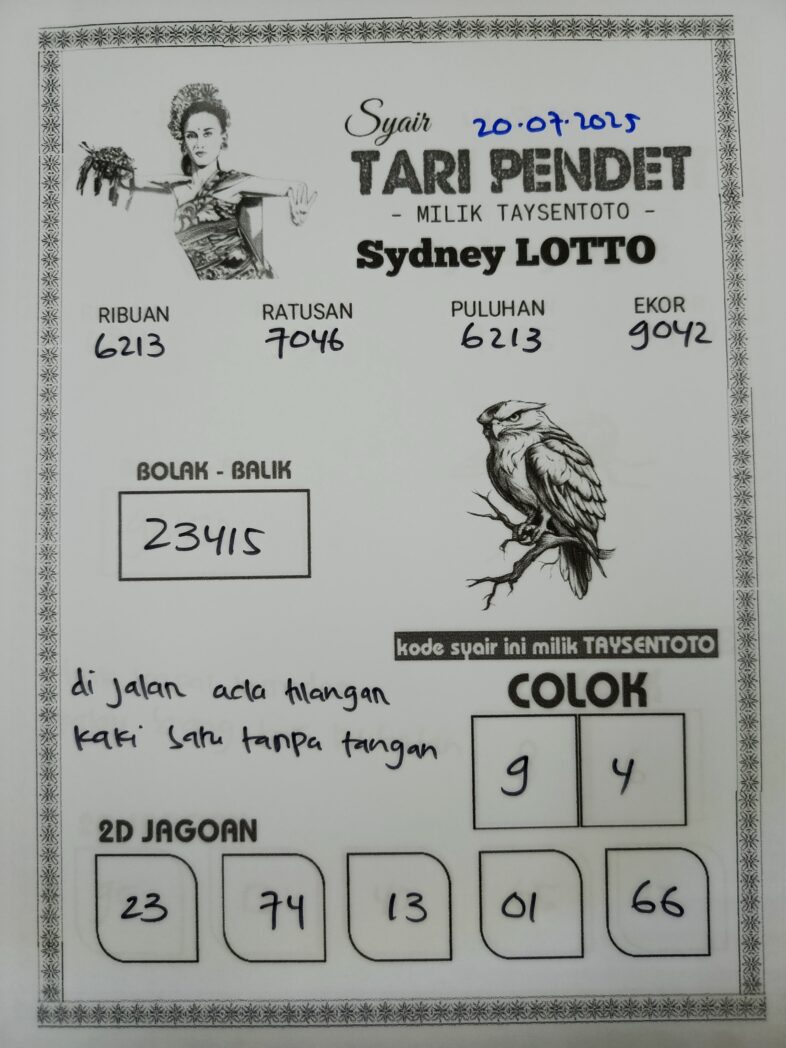 Syair 20.07.2025
TARI PENDET
- MILIK TAYSENTOTO -
Sydney LOTTO
RIBUAN RATUSAN PULUHAN EKOR
6213 7046 6213 9042
BOLAK - BALIK
23415
kode syair ini milik TAYSENTOTO
di jalan ada tilangan
kaki satu tanpa tangan
COLOK
9 4
2D JAGOAN
23 74 13 01 66